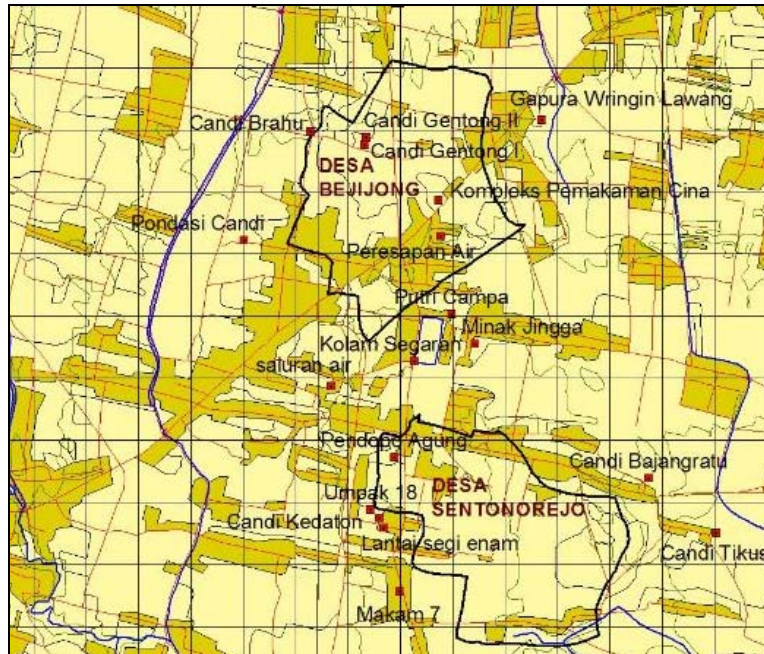 Gapura Wringin Lawang
Candi Brahu
Candi Gentong II
Candi Gentong I
DESA
BEJIJONG
Kompleks Pemakaman Cina
Pondasi Candi
Peresapan Air
Putri Campa
Minak Jingga
Kolam Segaran
saluran air
Pendopo Agung
Candi Bajangratu
DESA
SENTONOREJO
Umpak 18
Candi Kedaton
Lantai segi enam
Candi Tikus
Makam 7